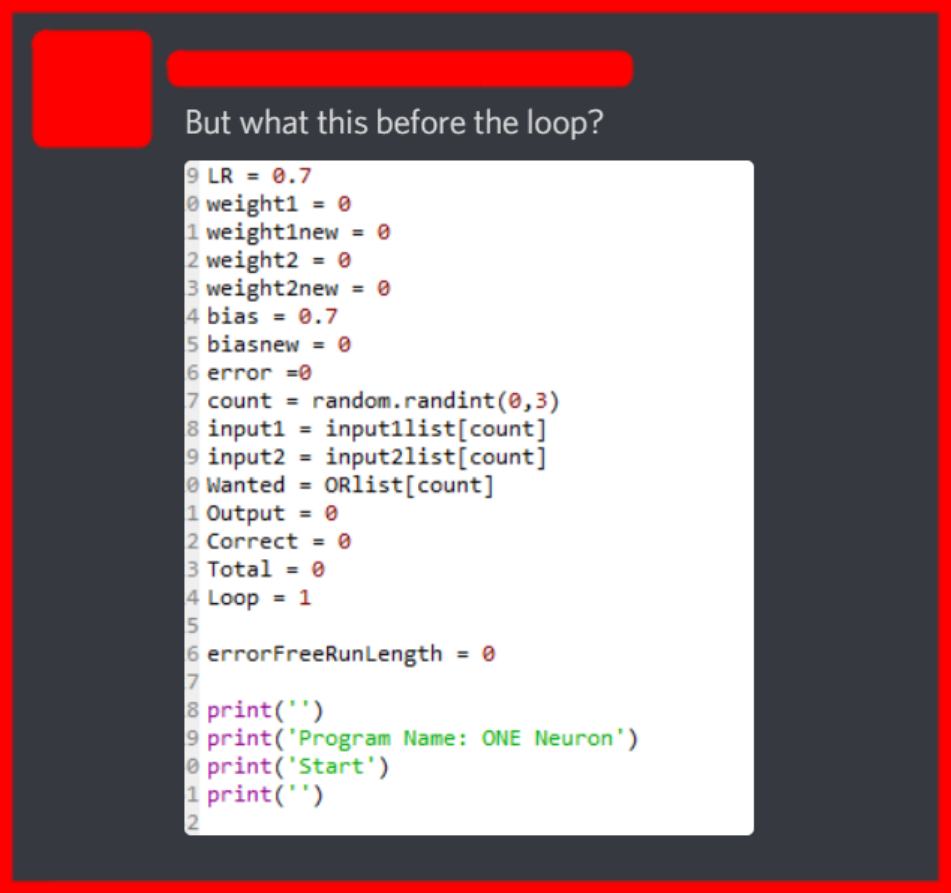 But what this before the loop?
9 LR = 0.7
0 weight1 = 0
1 weight1new = 0
2 weight2 = 0
3 weight2new = 0
4 bias = 0.7
5 biasnew = 0
6 error =0
7 count = random.randint(0,3)
8 input1 = input1list[count]
9 input2 = input2list[count]
0 Wanted = ORlist[count]
1 Output = 0
2 Correct = 0
3 Total = 0
4 Loop = 1
5
6 errorFreeRunLength = 0
7
8 print('')
9 print('Program Name: ONE Neuron')
0 print('Start')
1 print('')
2